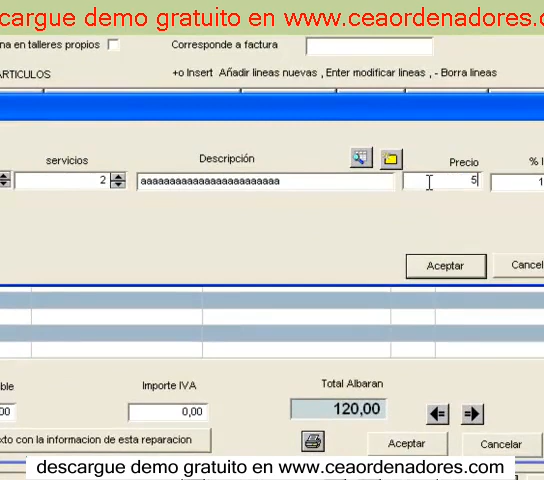 cargue demo gratuito en www.ceaordenadores.c
na en talleres propios
Corresponde a factura
ARTICULOS
+o Insert Añadir lineas nuevas , Enter modificar lineas , - Borra lineas
servicios
Descripción
Precio
% I
2
aaaaaaaaaaaaaaaaaaaaaaaa
5
1
Aceptar
Cancel
ble
Importe IVA
Total Albaran
00
0,00
120,00
xto con la informacion de esta reparacion
Aceptar
Cancelar
descargue demo gratuito en www.ceaordenadores.com